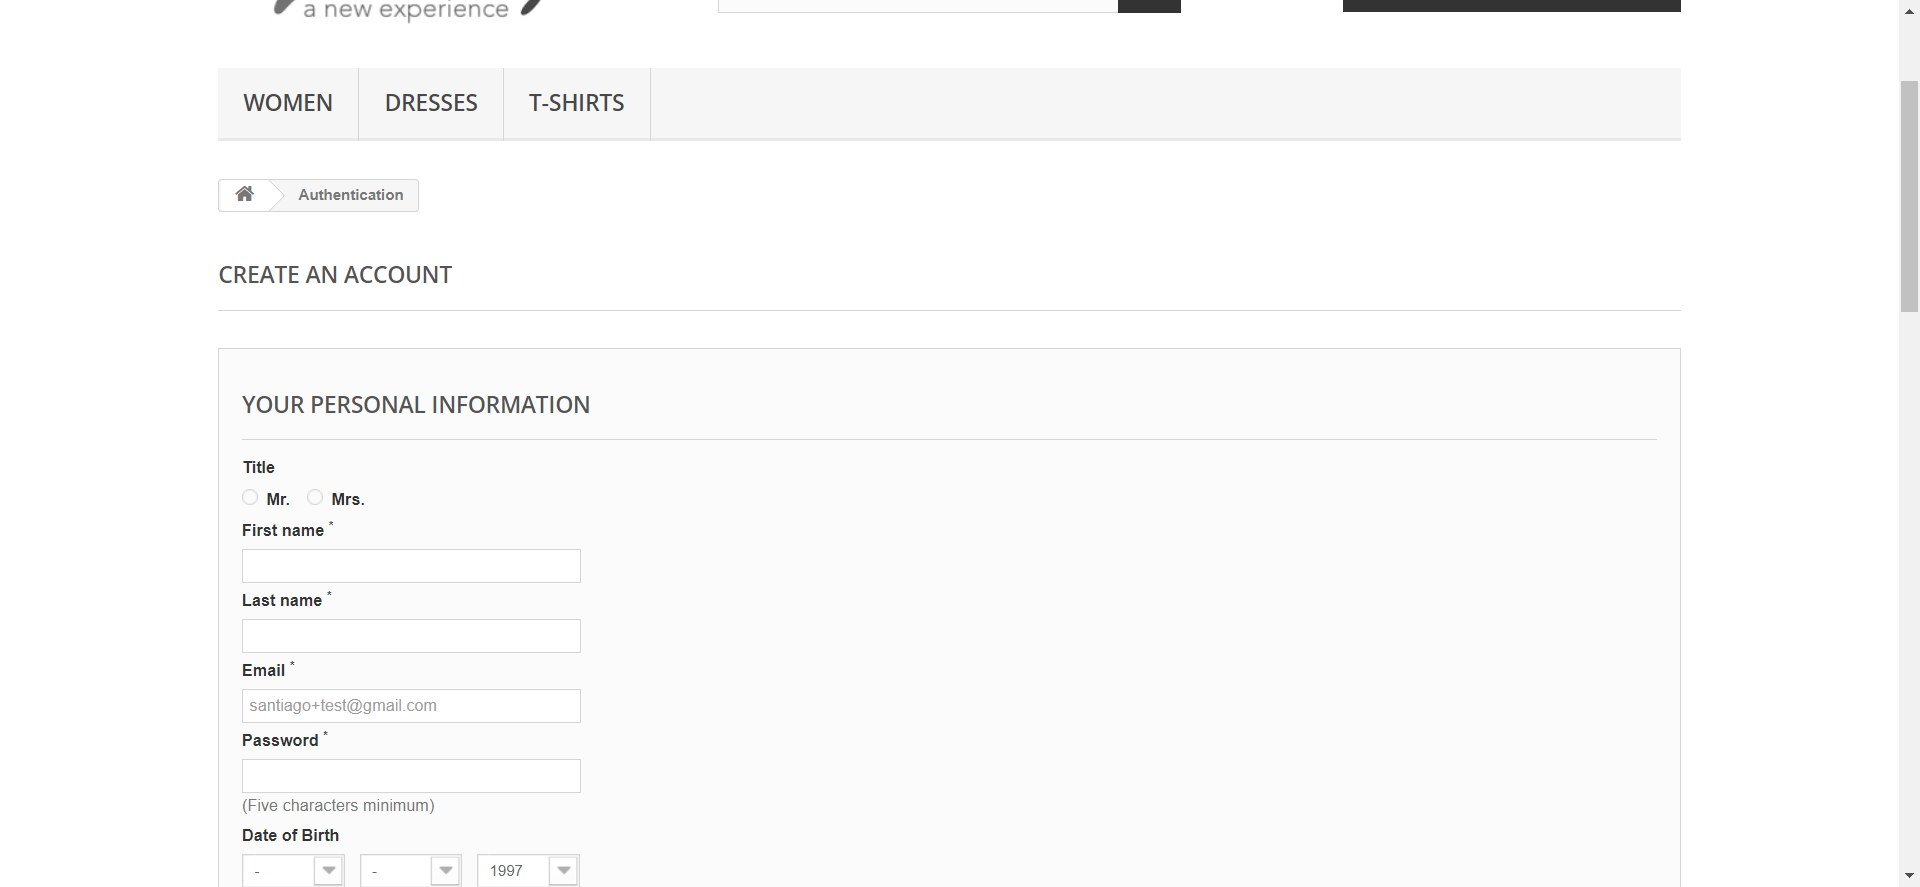 a new experience
WOMEN DRESSES T-SHIRTS
Authentication
CREATE AN ACCOUNT
YOUR PERSONAL INFORMATION
Title
Mr. Mrs.
First name *
Last name *
Email *
santiago+test@gmail.com
Password *
(Five characters minimum)
Date of Birth
- - 1997